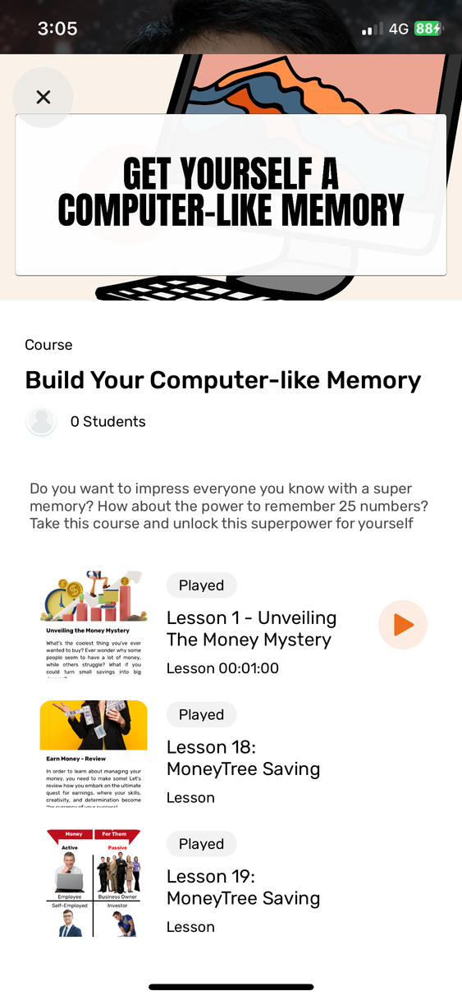 3:05
4G
88
GET YOURSELF A
COMPUTER-LIKE MEMORY
Course
Build Your Computer-like Memory
0 Students
Do you want to impress everyone you know with a super
memory? How about the power to remember 25 numbers?
Take this course and unlock this superpower for yourself
Unveiling the Money Mystery
What's the coolest thing you've ever
wanted to buy? Ever wonder why some
people seem to have a lot of money,
while others struggle? What if you
could turn small savings into big
Played
Lesson 1 - Unveiling
The Money Mystery
Lesson 00:01:00
Earn Money - Review
In order to learn about managing your
money, you need to make some! Let's
review how you embark on the ultimate
quest for earnings, where your skills,
creativity, and determination become
the currency of your success!
Played
Lesson 18:
MoneyTree Saving
Lesson
Money For Them
Active Passive
Employee Business Owner
Self-Employed Investor
Played
Lesson 19:
MoneyTree Saving
Lesson